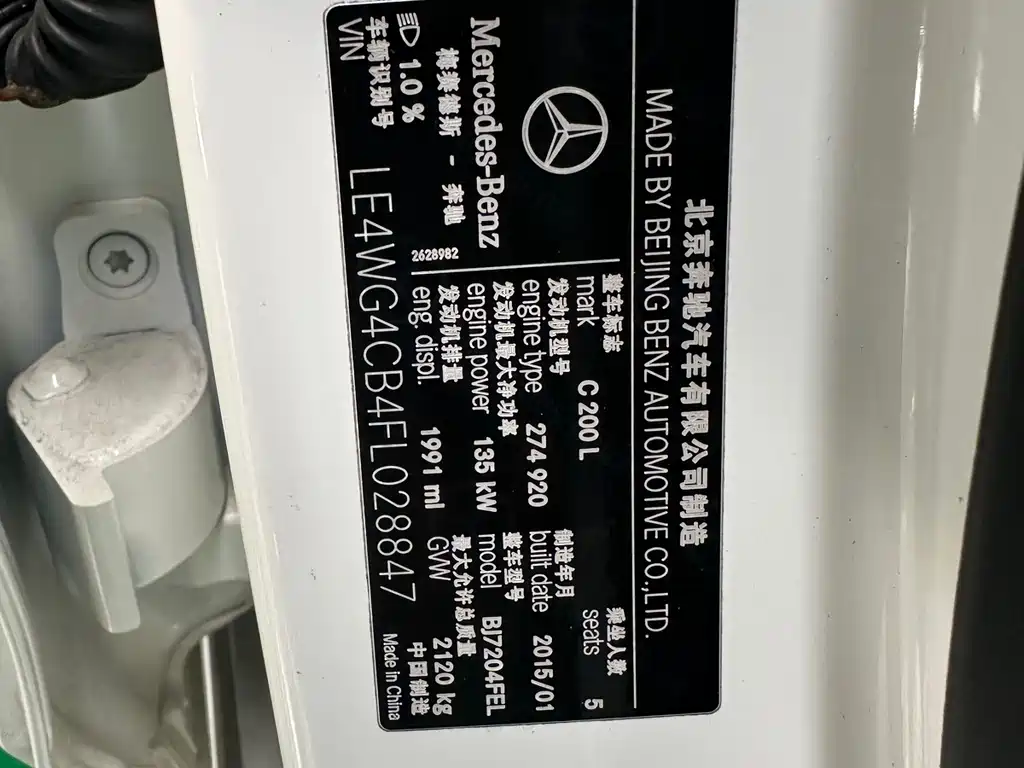 北京奔驰汽车有限公司制造
MADE BY BEIJING BENZ AUTOMOTIVE CO.,LTD.
Mercedes-Benz
梅赛德斯 - 奔驰
1.0 %
2628982
整车标志 乘坐人数
mark C 200 L seats 5
发动机型号 制造年月
engine type 274 920 built date 2015/01
发动机最大净功率 整车型号
engine power 135 kW model BJ7204FEL
发动机排量 最大允许总质量
eng. displ. 1991 ml GVW 2120 kg
车辆识别号 中国制造
VIN LE4WG4CB4FL028847 Made in China